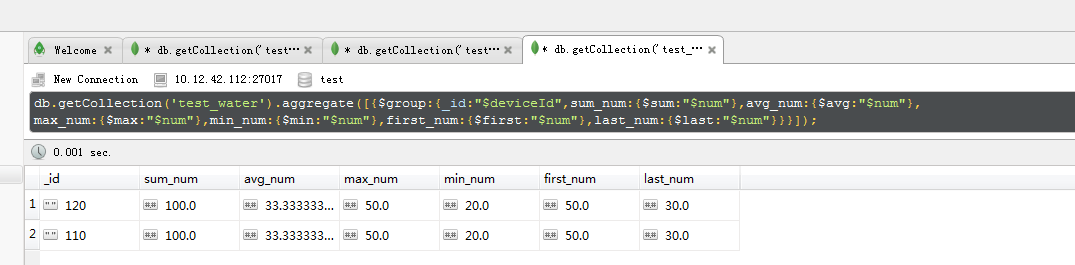 Welcome
* db.getCollection('test⋯
* db.getCollection('test⋯
* db.getCollection('test_⋯
New Connection 10.12.42.112:27017 test
db.getCollection('test_water').aggregate([{$group:{_id:"$deviceId",sum_num:{$sum:"$num"},avg_num:{$avg:"$num"},
max_num:{$max:"$num"},min_num:{$min:"$num"},first_num:{$first:"$num"},last_num:{$last:"$num"}}}]);
0.001 sec.
_id sum_num avg_num max_num min_num first_num last_num
1 "" 120 ## 100.0 ## 33.333333... ## 50.0 ## 20.0 ## 50.0 ## 30.0
2 "" 110 ## 100.0 ## 33.333333... ## 50.0 ## 20.0 ## 50.0 ## 30.0